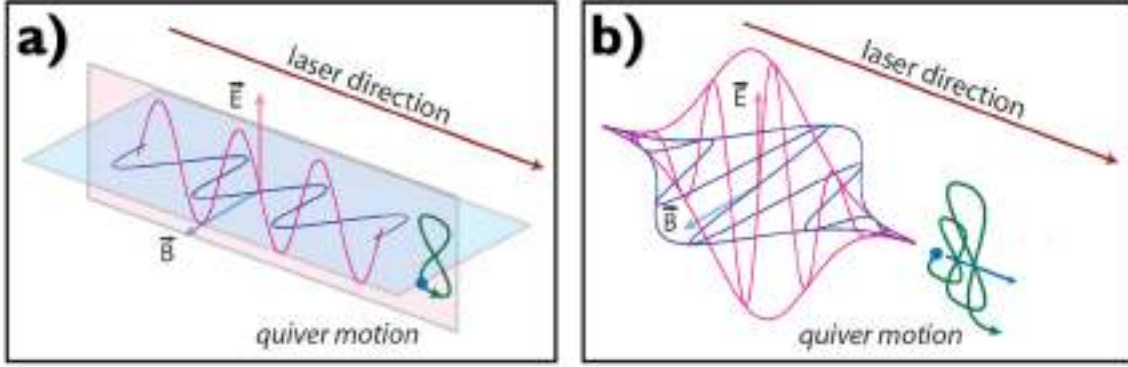 a)
laser direction
E
B
quiver motion
b)
laser direction
E
B
quiver motion